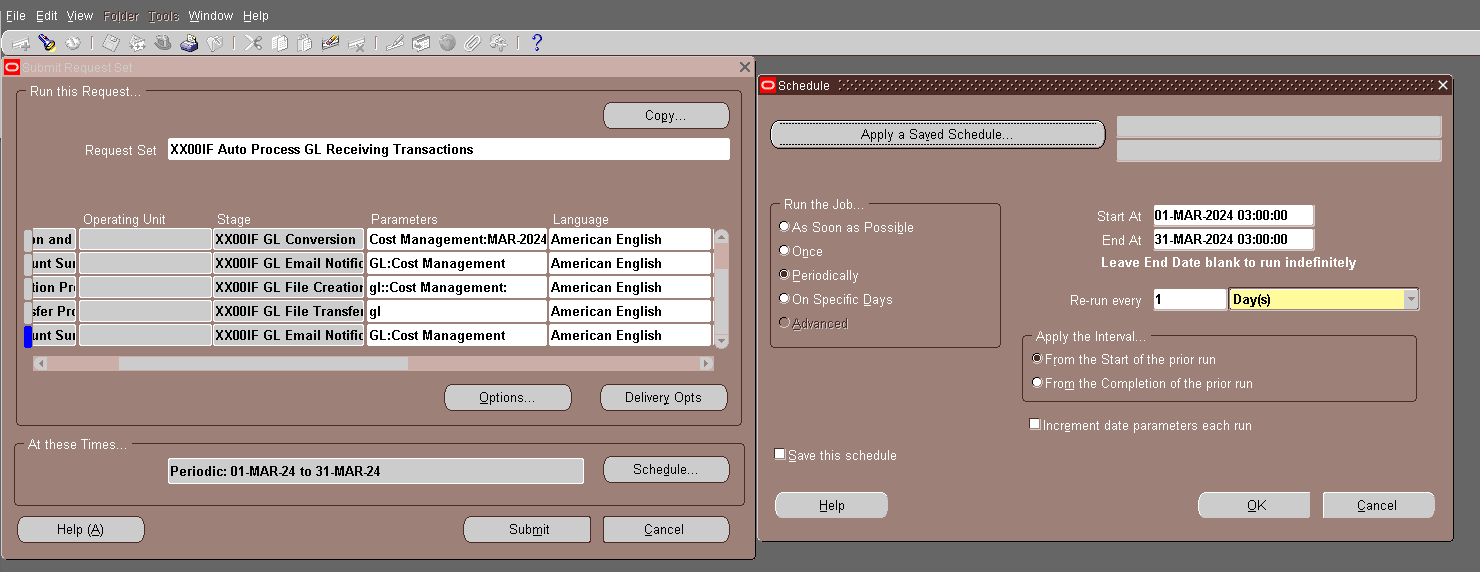 File Edit View Folder Tools Window Help
Submit Request Set
Run this Request...
Copy...
Request Set XX00IF Auto Process GL Receiving Transactions
Operating Unit Stage Parameters Language
on and XX00IF GL Conversion Cost Management:MAR-2024 American English
unt Sur XX00IF GL Email Notific GL:Cost Management American English
tion Pr XX00IF GL File Creation gl::Cost Management: American English
sfer Pro XX00IF GL File Transfer gl American English
unt Sur XX00IF GL Email Notific GL:Cost Management American English
Options... Delivery Opts
At these Times...
Periodic: 01-MAR-24 to 31-MAR-24 Schedule...
Help (A) Submit Cancel
Schedule
Apply a Saved Schedule...
Run the Job...
As Soon as Possible
Once
Periodically
On Specific Days
Advanced
Start At 01-MAR-2024 03:00:00
End At 31-MAR-2024 03:00:00
Leave End Date blank to run indefinitely
Re-run every 1 Day(s)
Apply the Interval...
From the Start of the prior run
From the Completion of the prior run
Increment date parameters each run
Save this schedule
Help OK Cancel